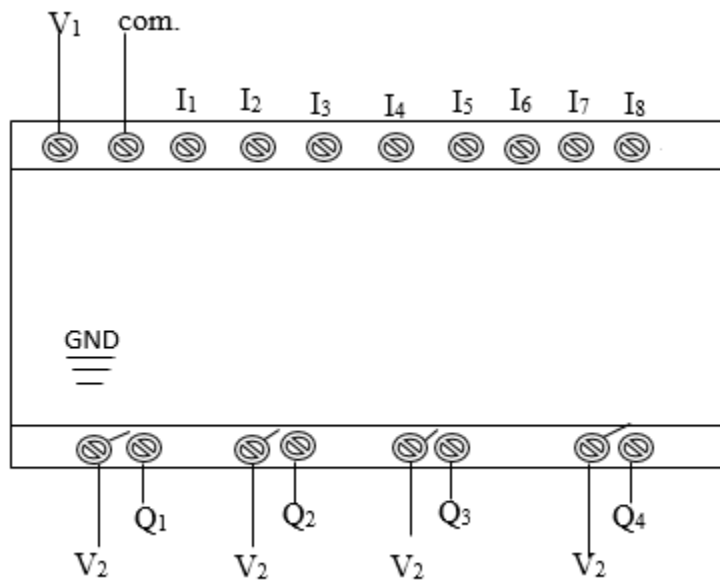 V₁ com.
I₁ I₂ I₃ I₄ I₅ I₆ I₇ I₈
GND
Q₁ Q₂ Q₃ Q₄
V₂ V₂ V₂ V₂